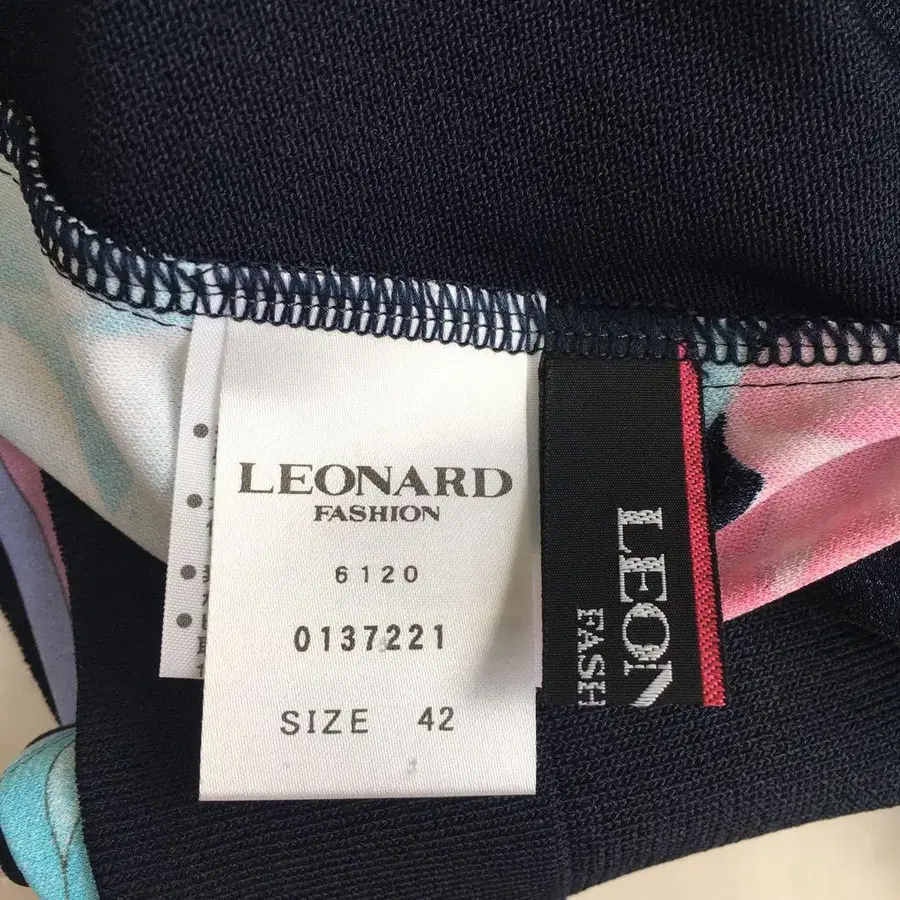 LEONARD
FASHION
6120
0137221
SIZE 42
LEON
FASH